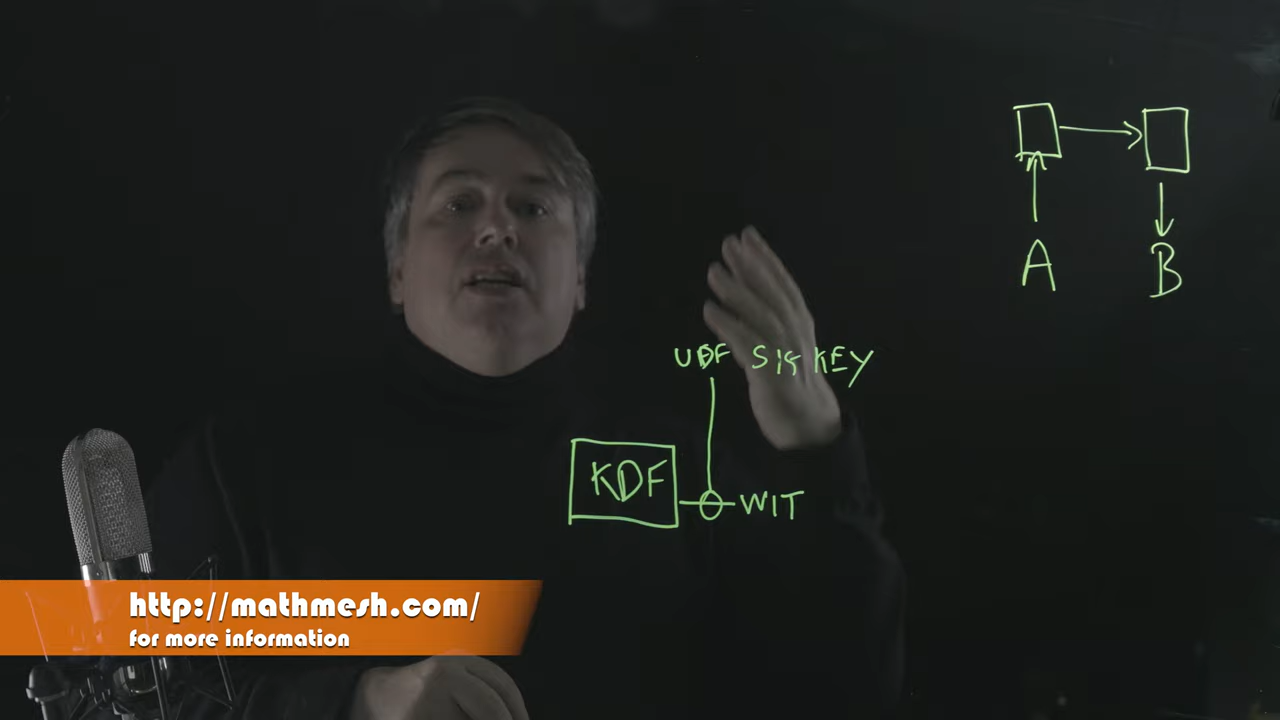 A
B
UDF SIG KEY
KDF
WIT
http://mathmesh.com/
for more information